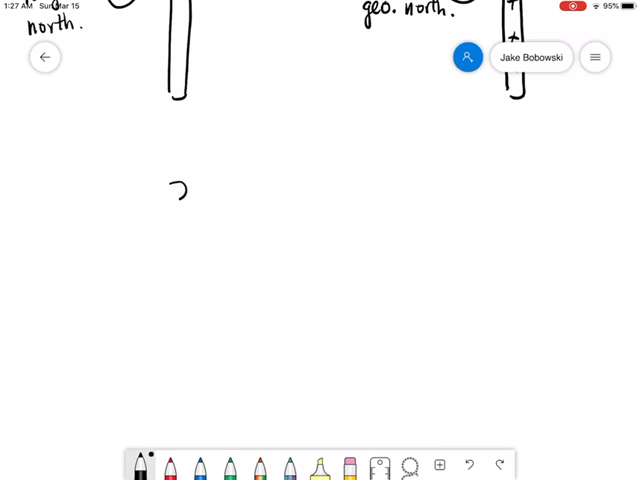 1:27 AM Sun Mar 15
95%
north.
geo. north.
+
+
Jake Bobowski